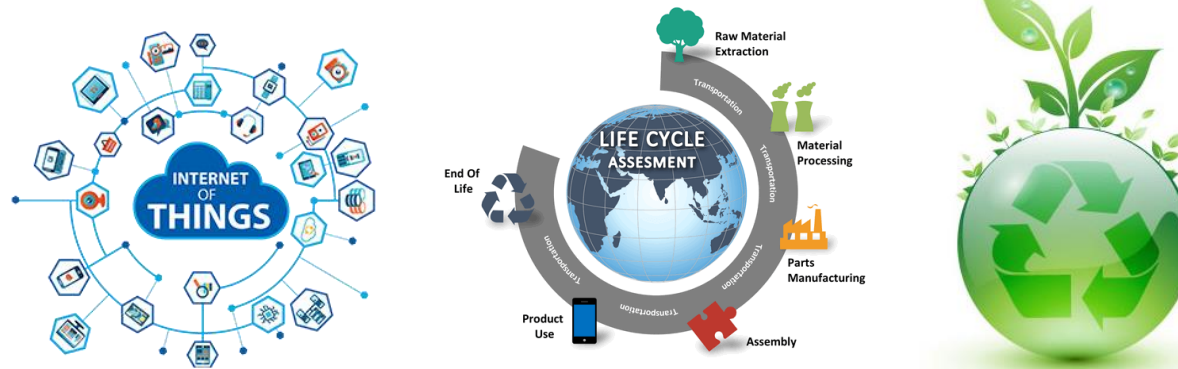 INTERNET
OF
THINGS
Raw Material
Extraction
Transportation
LIFE CYCLE
ASSESMENT
Material
Processing
Transportation
End Of
Life
Parts
Manufacturing
Transportation
Transportation
Transportation
Product
Use
Assembly